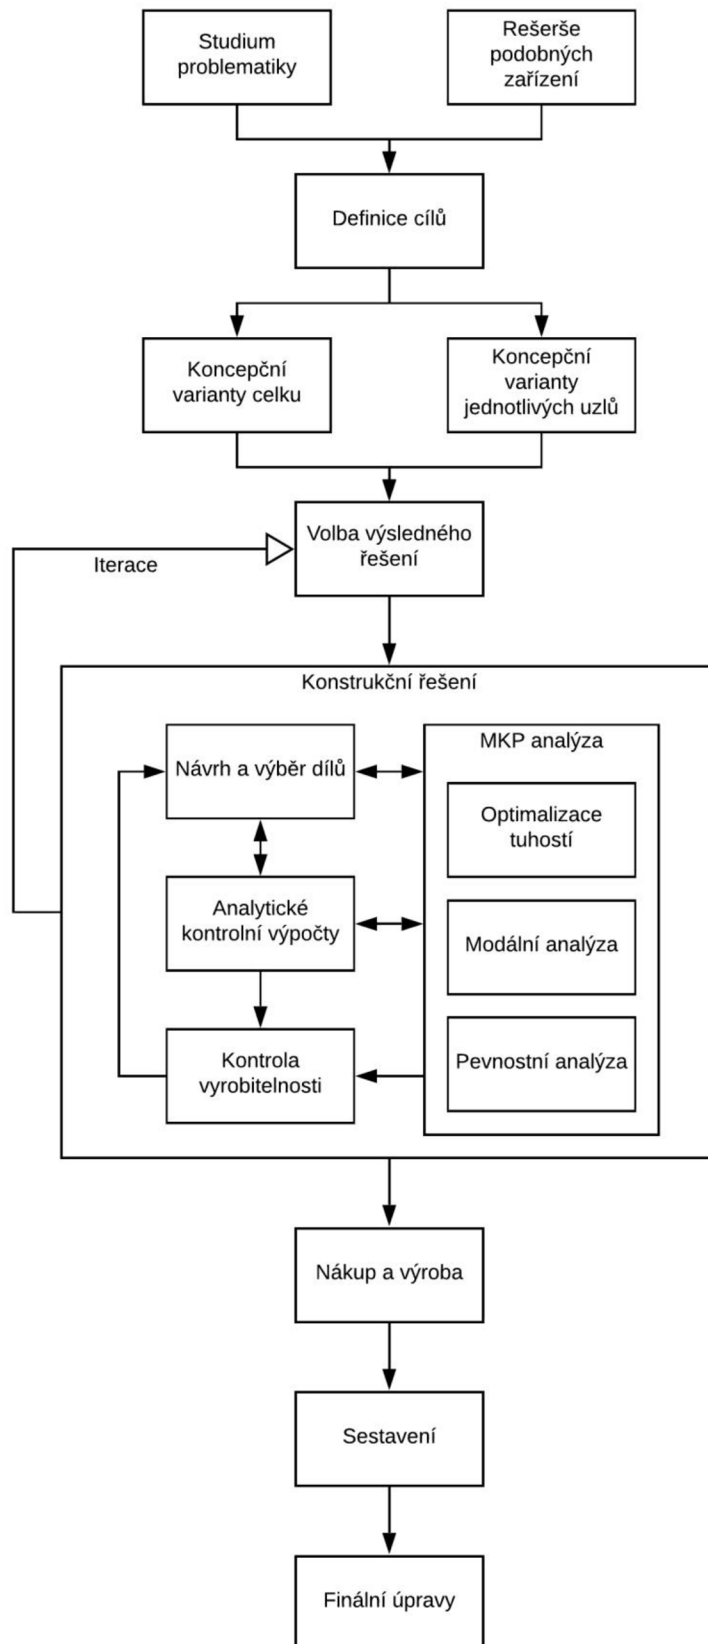 Studium
problematiky
Rešerše
podobných
zařízení
Definice cílů
Koncepční
varianty celku
Koncepční
varianty
jednotlivých uzlů
Volba výsledného
řešení
Iterace
Konstrukční řešení
Návrh a výběr dílů
MKP analýza
Optimalizace
tuhostí
Analytické
kontrolní výpočty
Modální analýza
Kontrola
vyrobitelnosti
Pevnostní analýza
Nákup a výroba
Sestavení
Finální úpravy